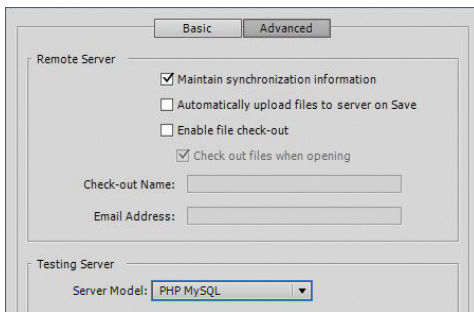 Basic Advanced
Remote Server
Maintain synchronization information
Automatically upload files to server on Save
Enable file check-out
Check out files when opening
Check-out Name:
Email Address:
Testing Server
Server Model: PHP MySQL